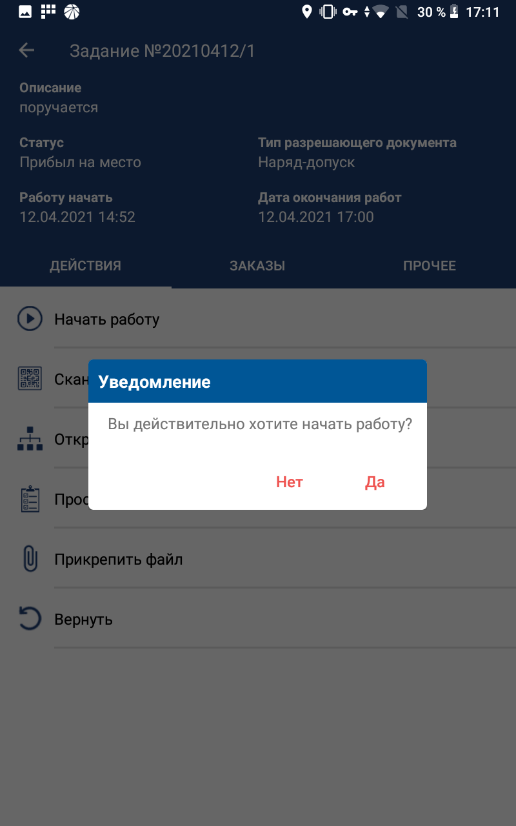 30 % 17:11
Задание №20210412/1
Описание
поручается
Статус Тип разрешающего документа
Прибыл на место Наряд-допуск
Работу начать Дата окончания работ
12.04.2021 14:52 12.04.2021 17:00
ДЕЙСТВИЯ ЗАКАЗЫ ПРОЧЕЕ
Начать работу
Скан
Уведомление
Вы действительно хотите начать работу?
Откр
Нет Да
Прос
Прикрепить файл
Вернуть